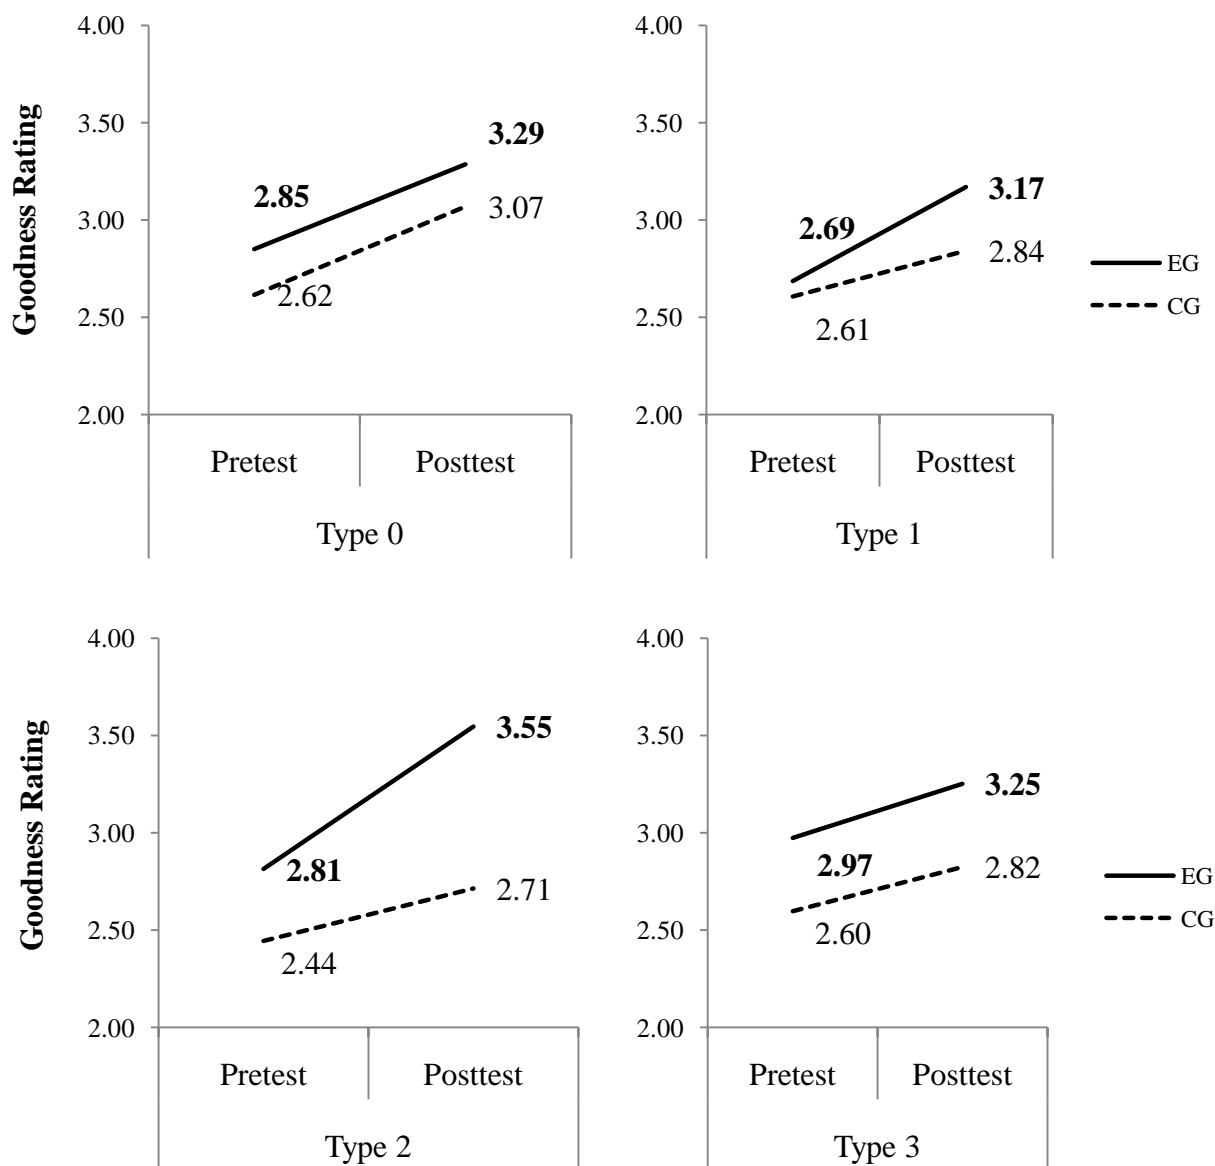 4.00
3.50
3.00
2.50
2.00
Goodness Rating
2.85
3.29
2.62
3.07
Pretest Posttest
Type 0
4.00
3.50
3.00
2.50
2.00
2.69
3.17
2.61
2.84
Pretest Posttest
Type 1
EG
CG
4.00
3.50
3.00
2.50
2.00
Goodness Rating
2.81
3.55
2.44
2.71
Pretest Posttest
Type 2
4.00
3.50
3.00
2.50
2.00
2.97
3.25
2.60
2.82
Pretest Posttest
Type 3
EG
CG